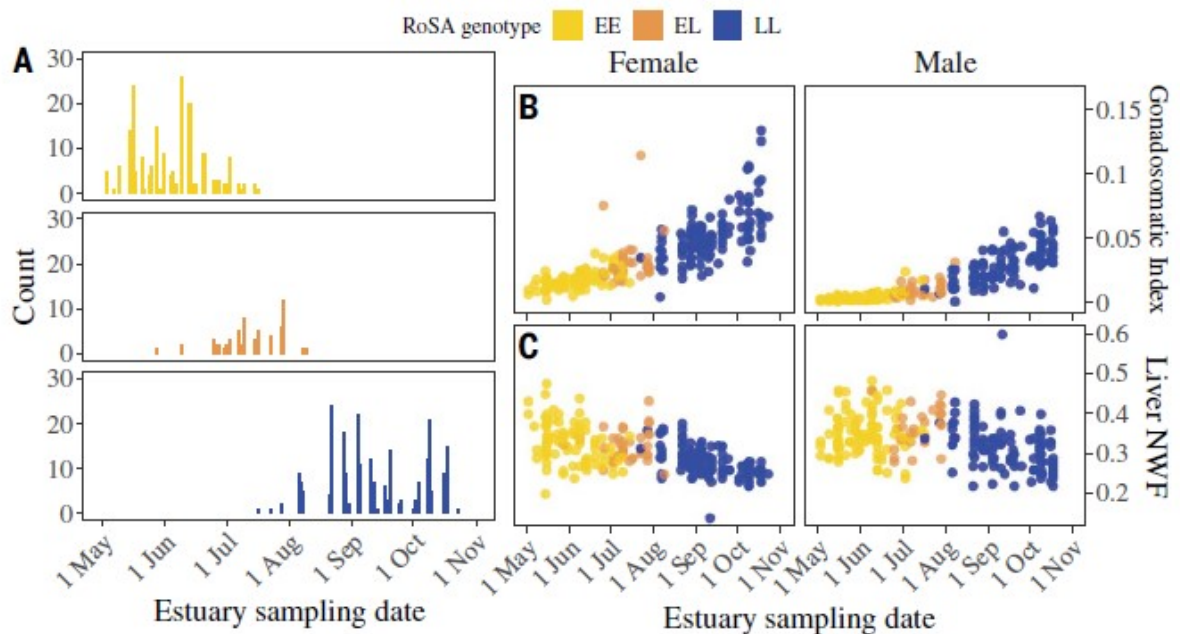 RoSA genotype EE EL LL
A
30
20
10
0
30
20
10
0
30
20
10
0
Count
1 May 1 Jun 1 Jul 1 Aug 1 Sep 1 Oct 1 Nov
Estuary sampling date
Female Male
B
0.15
0.1
0.05
0
Gonadosomatic Index
C
0.6
0.5
0.4
0.3
0.2
Liver NWF
1 May 1 Jun 1 Jul 1 Aug 1 Sep 1 Oct 1 Nov
1 May 1 Jun 1 Jul 1 Aug 1 Sep 1 Oct 1 Nov
Estuary sampling date